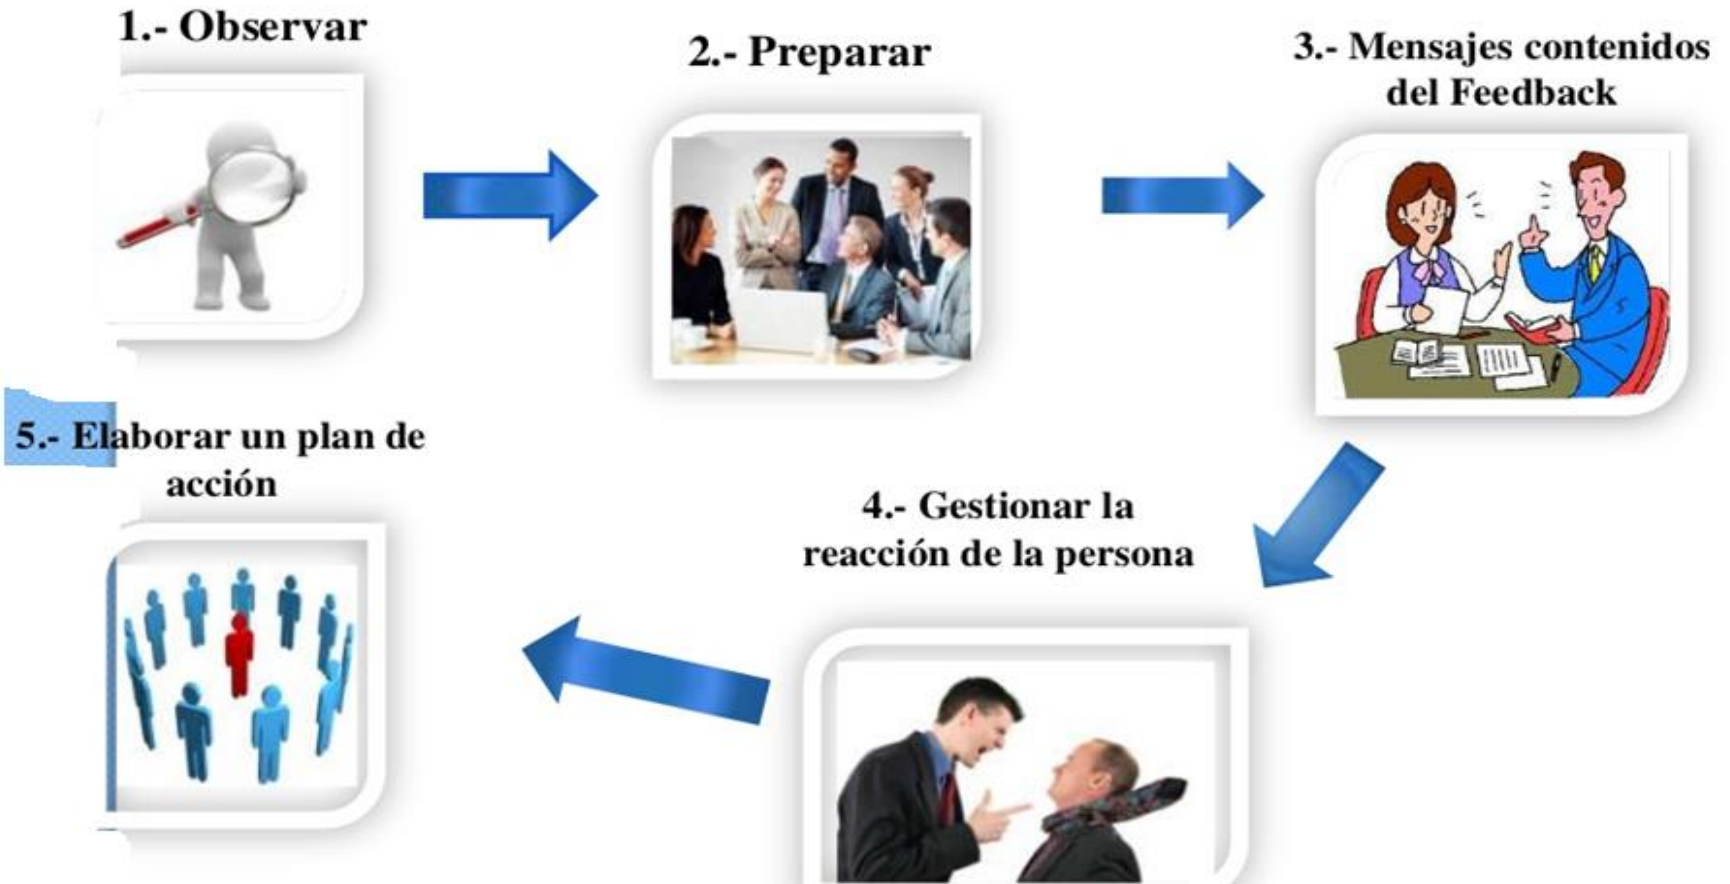 1.- Observar
2.- Preparar
3.- Mensajes contenidos
del Feedback
4.- Gestionar la
reacción de la persona
5.- Elaborar un plan de
acción